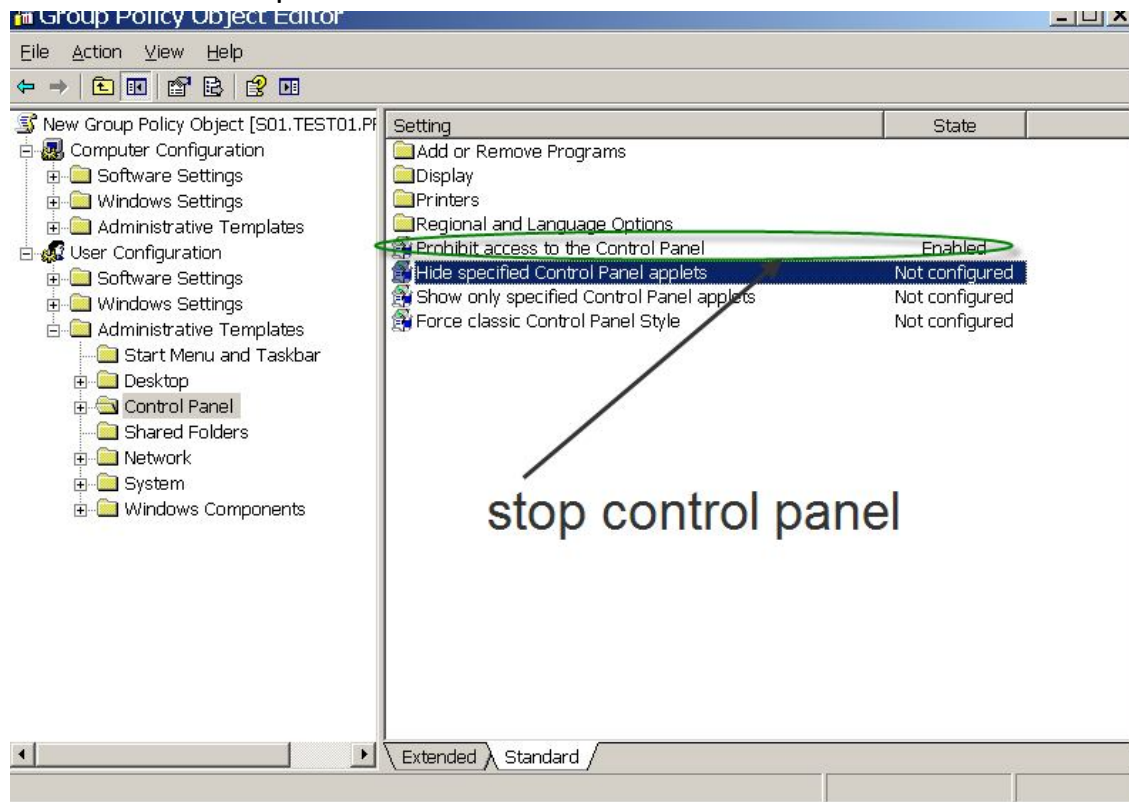 Group Policy Object Editor
File Action View Help
New Group Policy Object [S01.TEST01.PR
Computer Configuration
Software Settings
Windows Settings
Administrative Templates
User Configuration
Software Settings
Windows Settings
Administrative Templates
Start Menu and Taskbar
Desktop
Control Panel
Shared Folders
Network
System
Windows Components
Setting State
Add or Remove Programs
Display
Printers
Regional and Language Options
Prohibit access to the Control Panel Enabled
Hide specified Control Panel applets Not configured
Show only specified Control Panel applets Not configured
Force classic Control Panel Style Not configured
stop control panel
Extended Standard